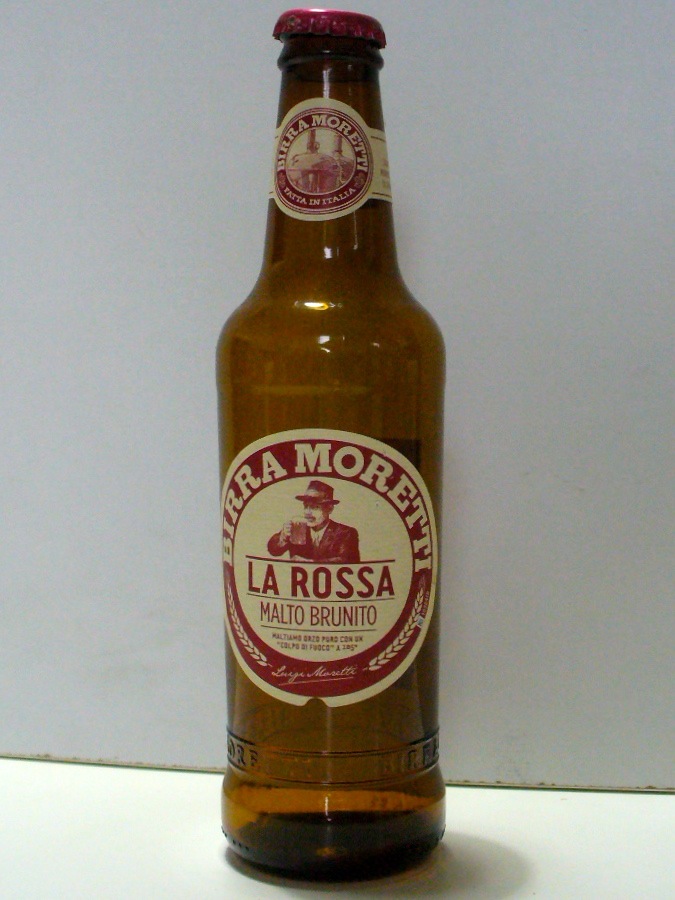 BIRRA MORETTI
FATTA IN ITALIA
BIRRA MORETTI
LA ROSSA
MALTO BRUNITO
MALTIAMO ORZO PURO CON UN
"COLPO DI FUOCO" A 105°
Luigi Moretti